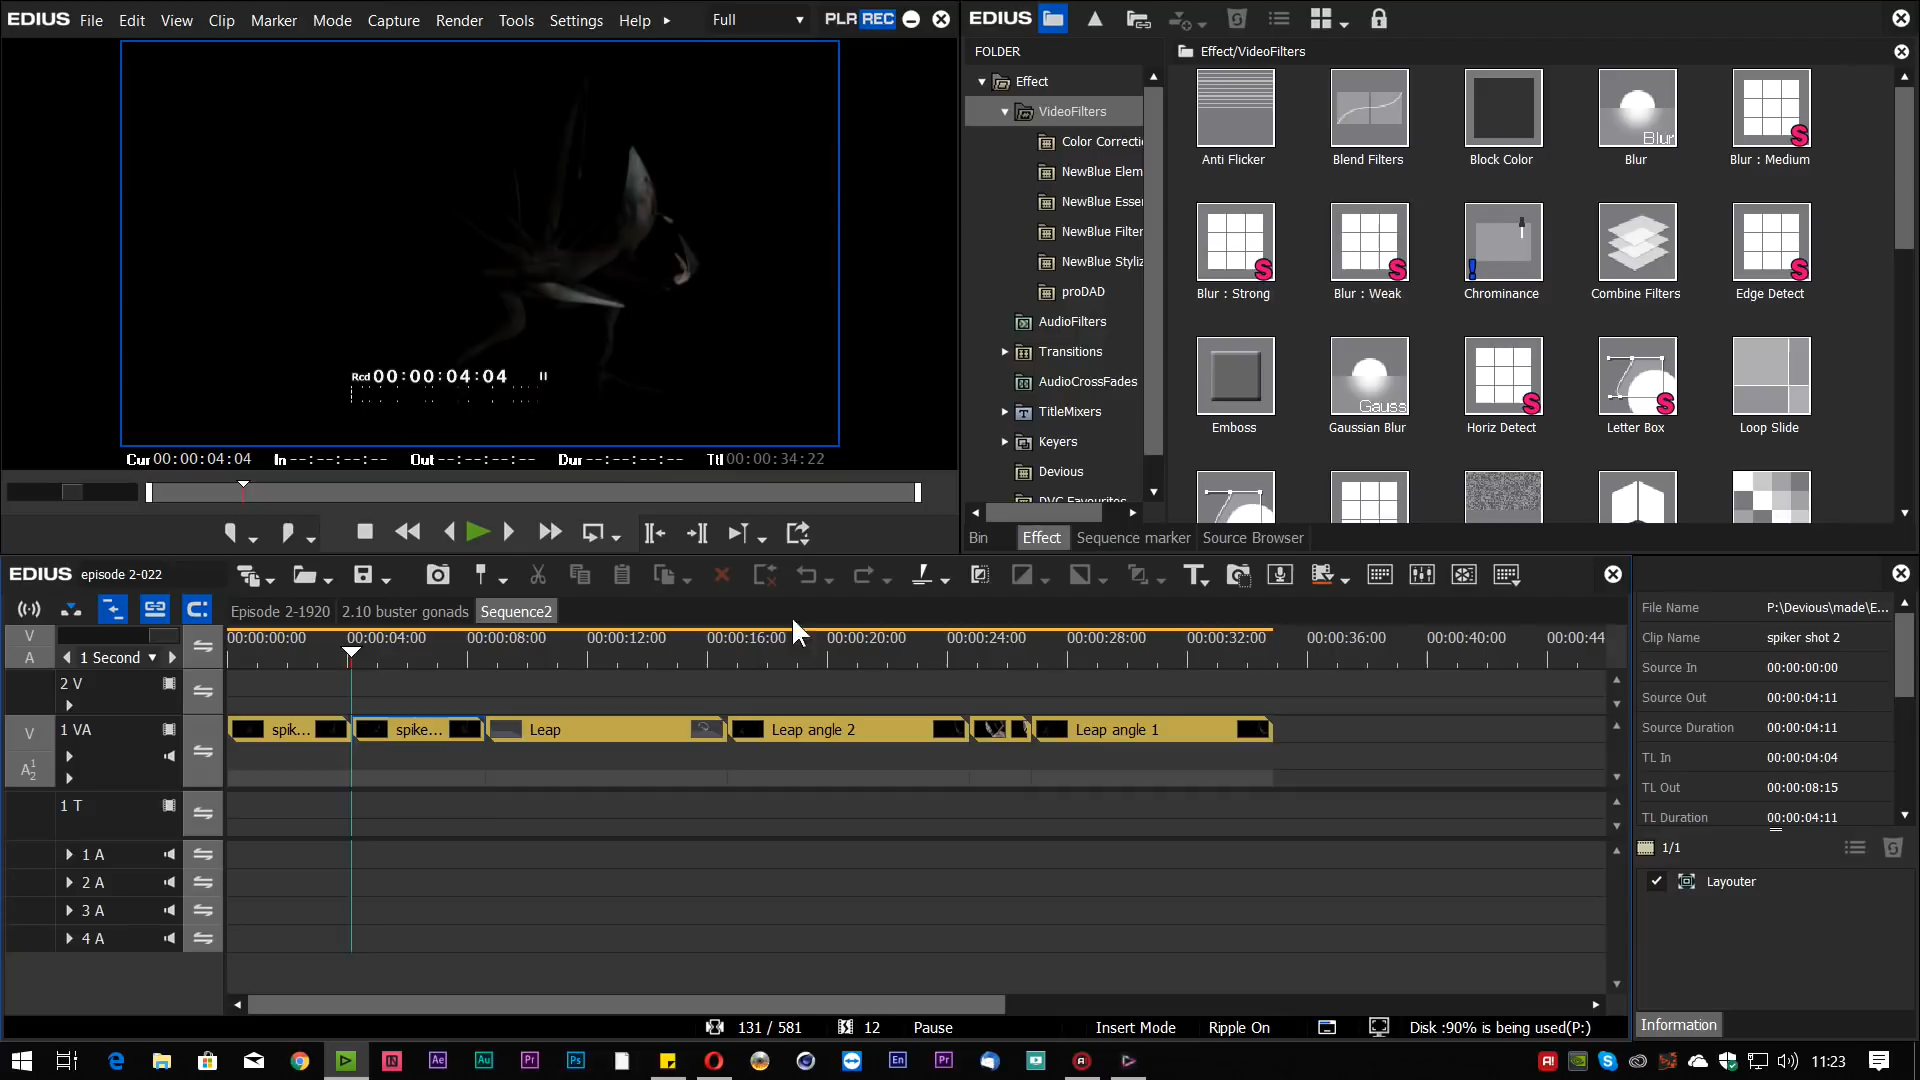 EDIUS File Edit View Clip Marker Mode Capture Render Tools Settings Help Full PLR REC
Rcd 00:00:04:04
Cur 00:00:04:04 In --:--:--:-- Out --:--:--:-- Dur --:--:--:-- Ttl 00:00:34:22
EDIUS
FOLDER
Effect
VideoFilters
Color Correctio
NewBlue Elem
NewBlue Esse
NewBlue Filter
NewBlue Styliz
proDAD
AudioFilters
Transitions
AudioCrossFades
TitleMixers
Keyers
Devious
DVC Favourites
Effect/VideoFilters
Anti Flicker Blend Filters Block Color Blur Blur : Medium
Blur : Strong Blur : Weak Chrominance Combine Filters Edge Detect
Emboss Gaussian Blur Horiz Detect Letter Box Loop Slide
Bin Effect Sequence marker Source Browser
EDIUS episode 2-022
Episode 2-1920 2.10 buster gonads Sequence2
00:00:00:00 00:00:04:00 00:00:08:00 00:00:12:00 00:00:16:00 00:00:20:00 00:00:24:00 00:00:28:00 00:00:32:00 00:00:36:00 00:00:40:00 00:00:44
V
A 1 Second
2 V
V 1 VA spik... spike... Leap Leap angle 2 Leap angle 1
A 1 2
1 T
1 A
2 A
3 A
4 A
131 / 581 12 Pause Insert Mode Ripple On Disk :90% is being used(P:)
File Name P:\Devious\made\E...
Clip Name spiker shot 2
Source In 00:00:00:00
Source Out 00:00:04:11
Source Duration 00:00:04:11
TL In 00:00:04:04
TL Out 00:00:08:15
TL Duration 00:00:04:11
1/1
Layouter
Information
11:23